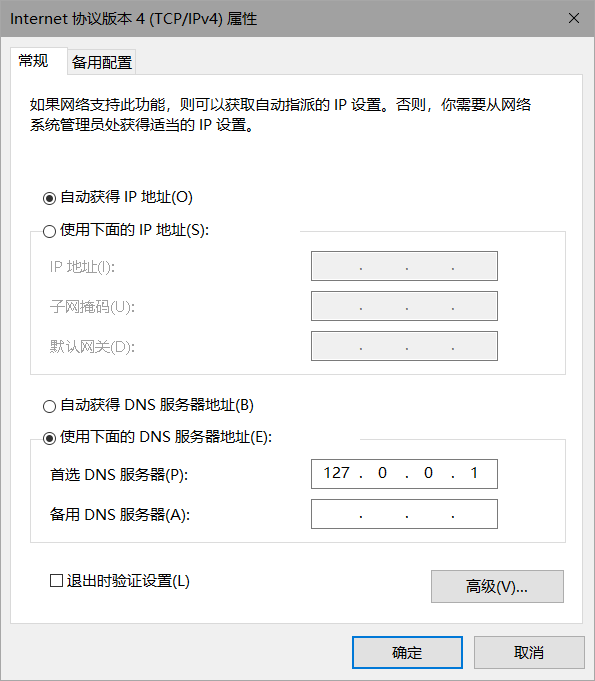 Internet 协议版本 4 (TCP/IPv4) 属性
常规
备用配置
如果网络支持此功能，则可以获取自动指派的 IP 设置。否则，你需要从网络
系统管理员处获得适当的 IP 设置。
自动获得 IP 地址(O)
使用下面的 IP 地址(S):
IP 地址(I):
子网掩码(U):
默认网关(D):
自动获得 DNS 服务器地址(B)
使用下面的 DNS 服务器地址(E):
首选 DNS 服务器(P): 127 . 0 . 0 . 1
备用 DNS 服务器(A):
退出时验证设置(L)
高级(V)...
确定
取消